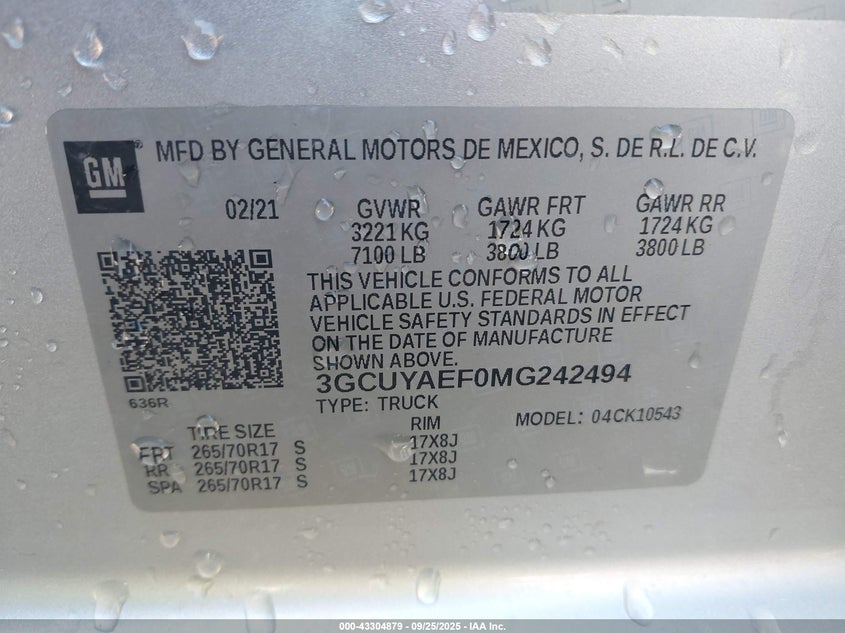 GM
MFD BY GENERAL MOTORS DE MEXICO, S. DE R.L. DE C.V.
02/21 GVWR GAWR FRT GAWR RR
3221 KG 1724 KG 1724 KG
7100 LB 3800 LB 3800 LB
THIS VEHICLE CONFORMS TO ALL
APPLICABLE U.S. FEDERAL MOTOR
VEHICLE SAFETY STANDARDS IN EFFECT
ON THE DATE OF MANUFACTURE
SHOWN ABOVE.
3GCUYAEF0MG242494
636R
TYPE: TRUCK
MODEL: 04CK10543
TIRE SIZE RIM
FRT 265/70R17 S 17X8J
RR 265/70R17 S 17X8J
SPA 265/70R17 S 17X8J
000-43304879 - 09/25/2025 - IAA Inc.